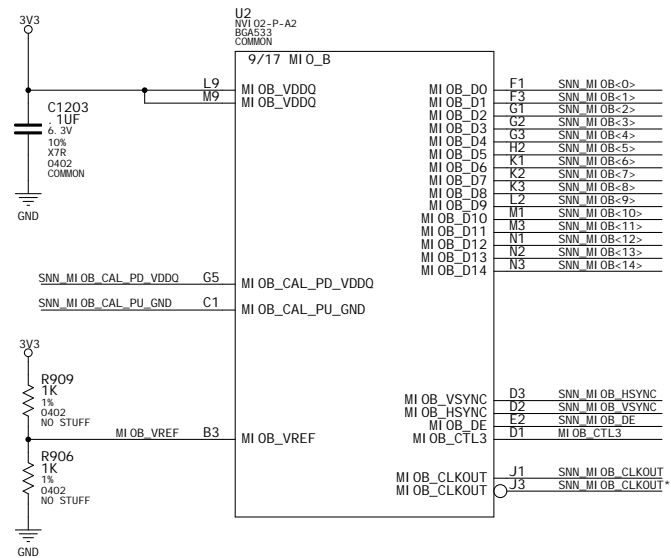 3V3
C1203
.1UF
6.3V
10%
X7R
0402
COMMON
GND
U2
NVIO2-P-A2
BGA533
COMMON
9/17 MIO_B
L9 MIOB_VDDQ
M9 MIOB_VDDQ
MIOB_D0 F1 SNN_MIOB<0>
MIOB_D1 F3 SNN_MIOB<1>
MIOB_D2 G1 SNN_MIOB<2>
MIOB_D3 G2 SNN_MIOB<3>
MIOB_D4 G3 SNN_MIOB<4>
MIOB_D5 H2 SNN_MIOB<5>
MIOB_D6 K1 SNN_MIOB<6>
MIOB_D7 K2 SNN_MIOB<7>
MIOB_D8 K3 SNN_MIOB<8>
MIOB_D9 L2 SNN_MIOB<9>
MIOB_D10 M1 SNN_MIOB<10>
MIOB_D11 M3 SNN_MIOB<11>
MIOB_D12 N1 SNN_MIOB<12>
MIOB_D13 N2 SNN_MIOB<13>
MIOB_D14 N3 SNN_MIOB<14>
SNN_MIOB_CAL_PD_VDDQ G5 MIOB_CAL_PD_VDDQ
SNN_MIOB_CAL_PU_GND C1 MIOB_CAL_PU_GND
3V3
R909
1K
1%
0402
NO STUFF
MIOB_VREF B3 MIOB_VREF
R906
1K
1%
0402
NO STUFF
GND
MIOB_VSYNC D3 SNN_MIOB_HSYNC
MIOB_HSYNC D2 SNN_MIOB_VSYNC
MIOB_DE E2 SNN_MIOB_DE
MIOB_CTL3 D1 MIOB_CTL3
MIOB_CLKOUT J1 SNN_MIOB_CLKOUT
MIOB_CLKOUT J3 SNN_MIOB_CLKOUT*